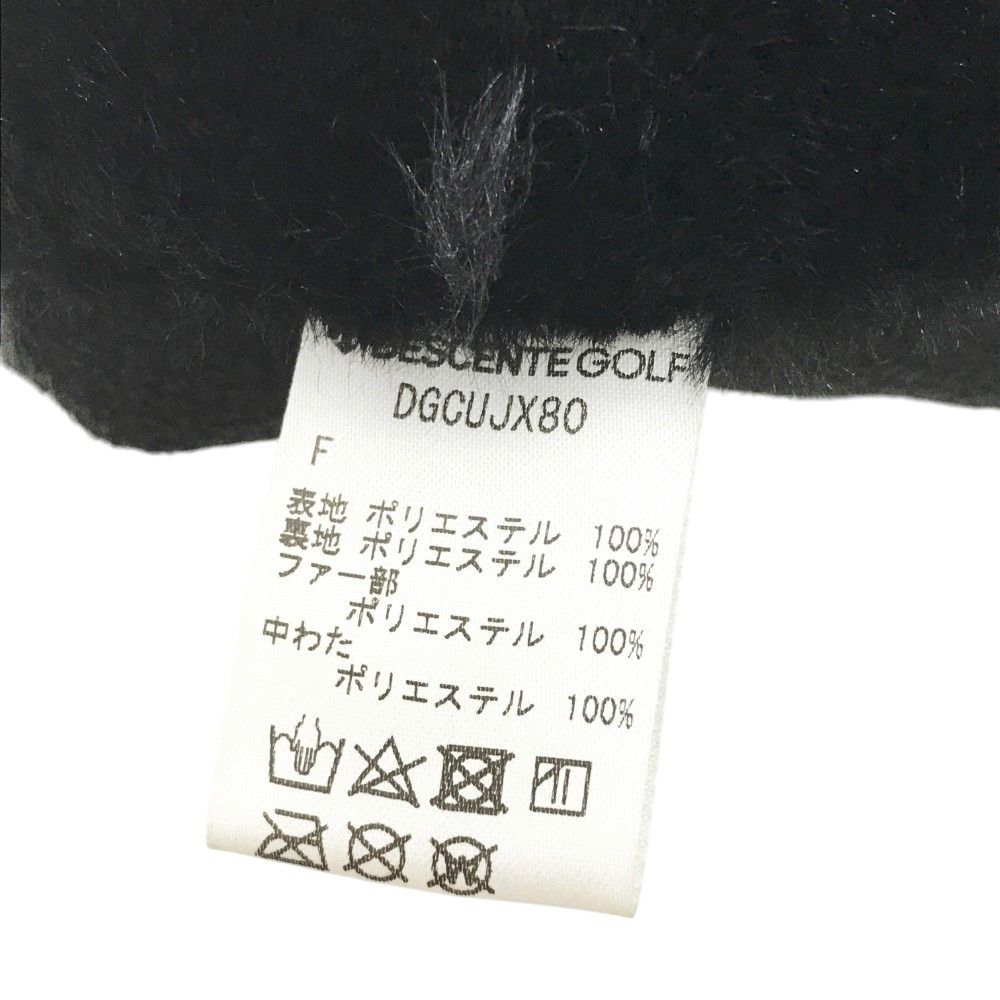 DESCENTEGOLF
DGCUJX80
F
表地 ポリエステル 100%
裏地 ポリエステル 100%
ファー部
ポリエステル 100%
中わた
ポリエステル 100%